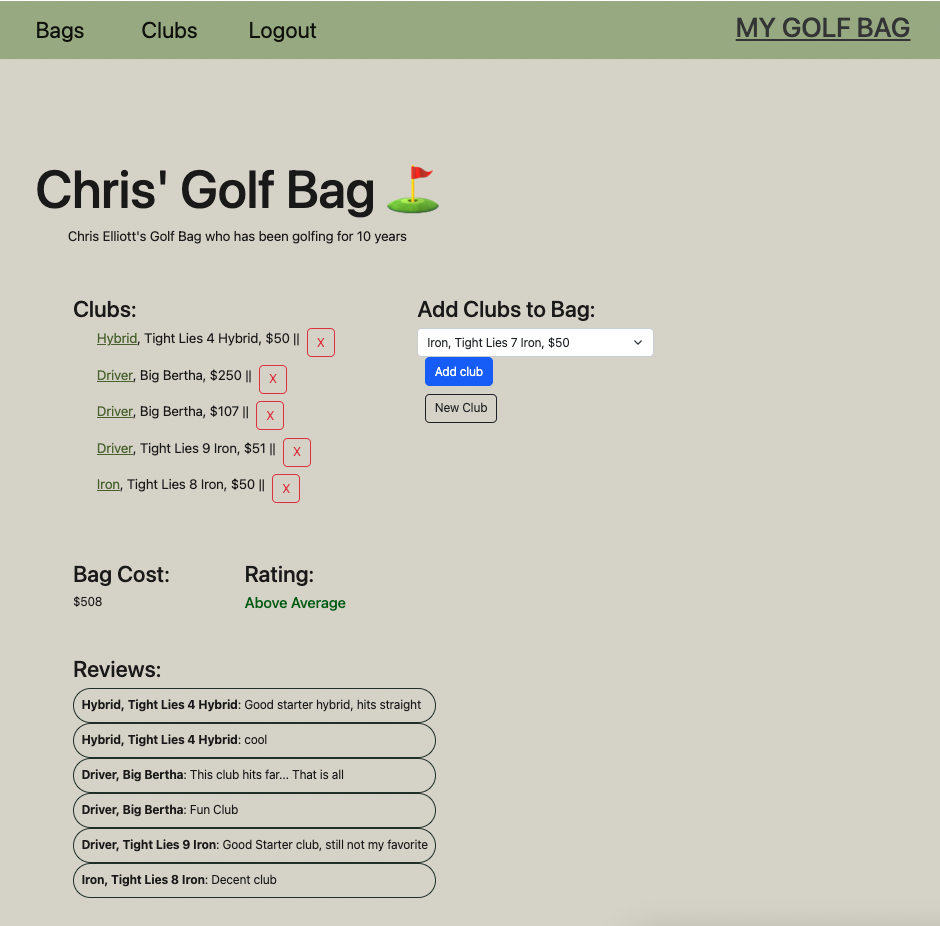 Bags Clubs Logout MY GOLF BAG
Chris' Golf Bag
Chris Elliott's Golf Bag who has been golfing for 10 years
Clubs:
Hybrid, Tight Lies 4 Hybrid, $50 || X
Driver, Big Bertha, $250 || X
Driver, Big Bertha, $107 || X
Driver, Tight Lies 9 Iron, $51 || X
Iron, Tight Lies 8 Iron, $50 || X
Add Clubs to Bag:
Iron, Tight Lies 7 Iron, $50
Add club
New Club
Bag Cost:
$508
Rating:
Above Average
Reviews:
Hybrid, Tight Lies 4 Hybrid: Good starter hybrid, hits straight
Hybrid, Tight Lies 4 Hybrid: cool
Driver, Big Bertha: This club hits far... That is all
Driver, Big Bertha: Fun Club
Driver, Tight Lies 9 Iron: Good Starter club, still not my favorite
Iron, Tight Lies 8 Iron: Decent club